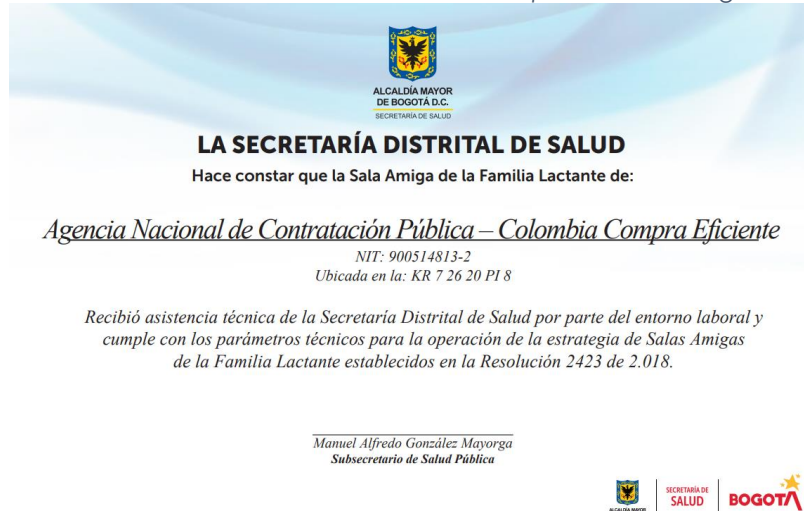 ALCALDÍA MAYOR
DE BOGOTÁ D.C.
SECRETARÍA DE SALUD
LA SECRETARÍA DISTRITAL DE SALUD
Hace constar que la Sala Amiga de la Familia Lactante de:
Agencia Nacional de Contratación Pública – Colombia Compra Eficiente
NIT: 900514813-2
Ubicada en la: KR 7 26 20 PI 8
Recibió asistencia técnica de la Secretaría Distrital de Salud por parte del entorno laboral y
cumple con los parámetros técnicos para la operación de la estrategia de Salas Amigas
de la Familia Lactante establecidos en la Resolución 2423 de 2.018.
Manuel Alfredo González Mayorga
Subsecretario de Salud Pública
ALCALDÍA MAYOR
SECRETARÍA DE
SALUD
BOGOTÁ